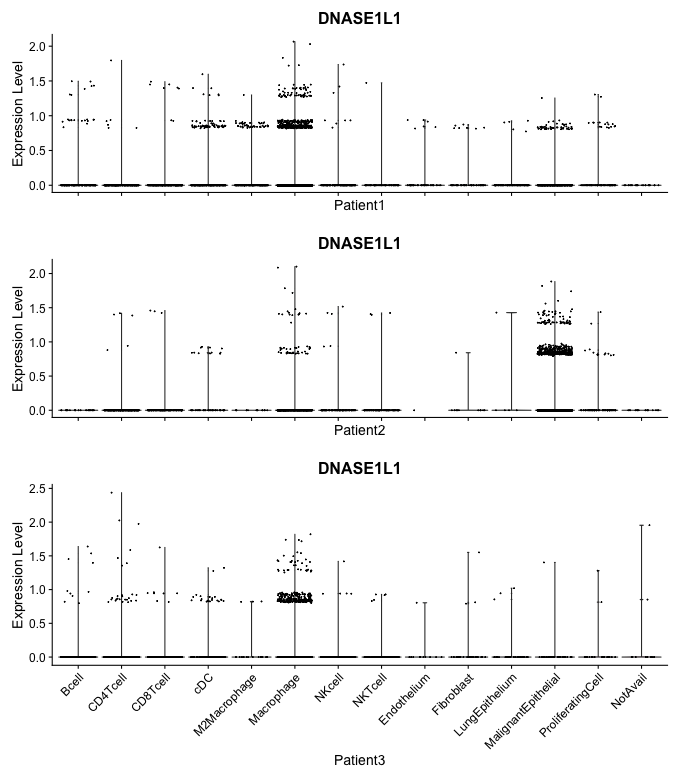 DNASE1L1
Expression Level
2.0
1.5
1.0
0.5
0.0
Patient1
DNASE1L1
Expression Level
2.0
1.5
1.0
0.5
0.0
Patient2
DNASE1L1
Expression Level
2.5
2.0
1.5
1.0
0.5
0.0
Bcell
CD4Tcell
CD8Tcell
cDC
M2Macrophage
Macrophage
NKcell
NKTcell
Endothelium
Fibroblast
LungEpithelium
MalignantEpithelial
ProliferatingCell
NotAvail
Patient3